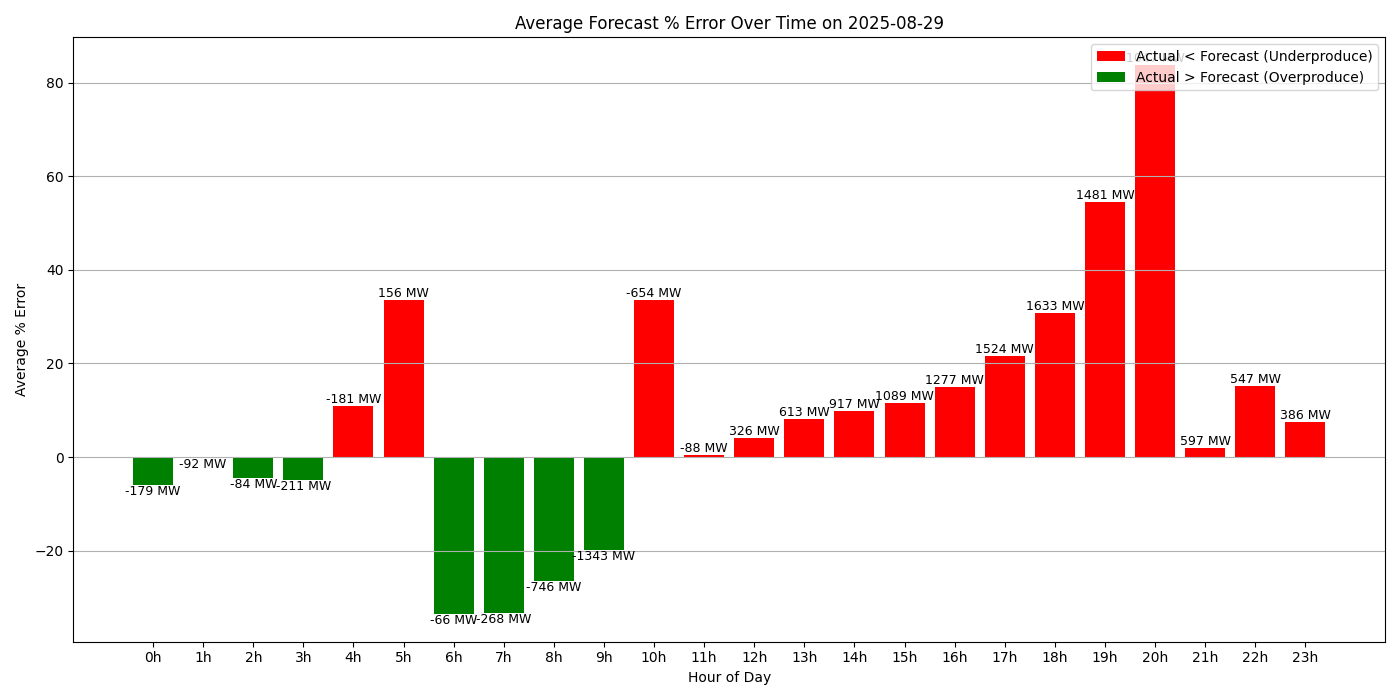 Average Forecast % Error Over Time on 2025-08-29
Actual < Forecast (Underproduce)
Actual > Forecast (Overproduce)
Average % Error
80
60
40
20
0
−20
-179 MW
-92 MW
-84 MW
-211 MW
-181 MW
156 MW
-66 MW
-268 MW
-746 MW
-1343 MW
-654 MW
-88 MW
326 MW
613 MW
917 MW
1089 MW
1277 MW
1524 MW
1633 MW
1481 MW
597 MW
547 MW
386 MW
0h 1h 2h 3h 4h 5h 6h 7h 8h 9h 10h 11h 12h 13h 14h 15h 16h 17h 18h 19h 20h 21h 22h 23h
Hour of Day